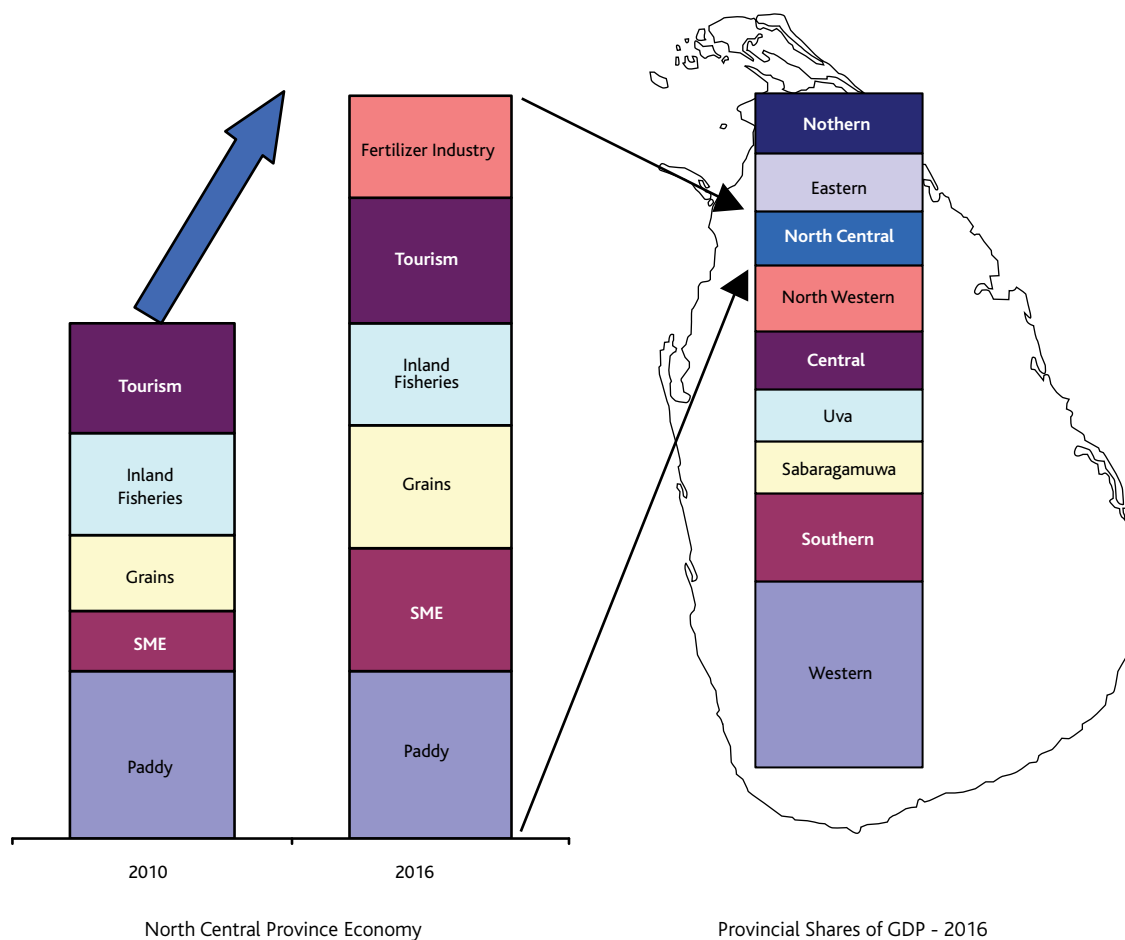 Tourism
Inland
Fisheries
Grains
SME
Paddy
2010
Fertilizer Industry
Tourism
Inland
Fisheries
Grains
SME
Paddy
2016
North Central Province Economy
Nothern
Eastern
North Central
North Western
Central
Uva
Sabaragamuwa
Southern
Western
Provincial Shares of GDP - 2016